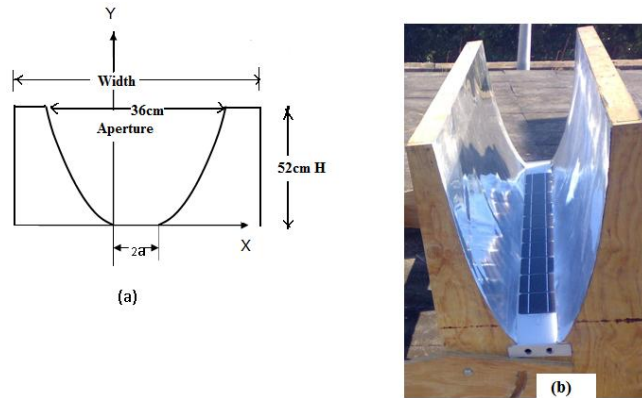 Y
Width
36cm
Aperture
52cm H
X
2a
(a)
(b)